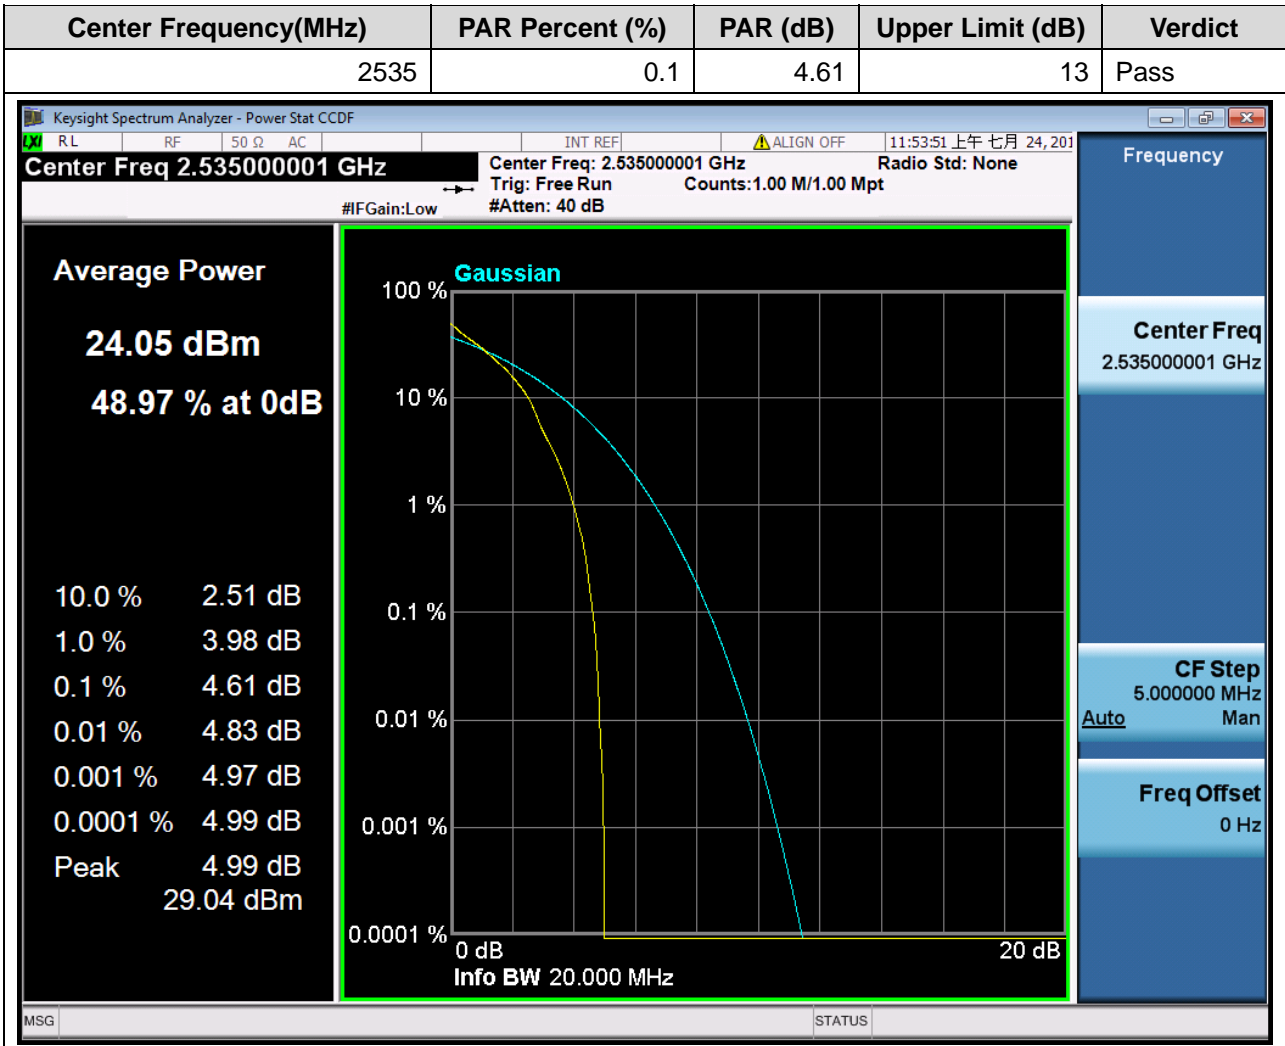 Center Frequency(MHz) PAR Percent (%) PAR (dB) Upper Limit (dB) Verdict
2535 0.1 4.61 13 Pass
Keysight Spectrum Analyzer - Power Stat CCDF
LXI RL RF 50 Ω AC INT REF ALIGN OFF 11:53:51 上午 七月 24, 201
Center Freq 2.535000001 GHz
Center Freq: 2.535000001 GHz Radio Std: None
Trig: Free Run Counts:1.00 M/1.00 Mpt
#IFGain:Low #Atten: 40 dB
Average Power
24.05 dBm
48.97 % at 0dB
10.0 % 2.51 dB
1.0 % 3.98 dB
0.1 % 4.61 dB
0.01 % 4.83 dB
0.001 % 4.97 dB
0.0001 % 4.99 dB
Peak 4.99 dB
29.04 dBm
Gaussian
100 %
10 %
1 %
0.1 %
0.01 %
0.001 %
0.0001 %
0 dB 20 dB
Info BW 20.000 MHz
Frequency
Center Freq
2.535000001 GHz
CF Step
5.000000 MHz
Auto Man
Freq Offset
0 Hz
MSG STATUS